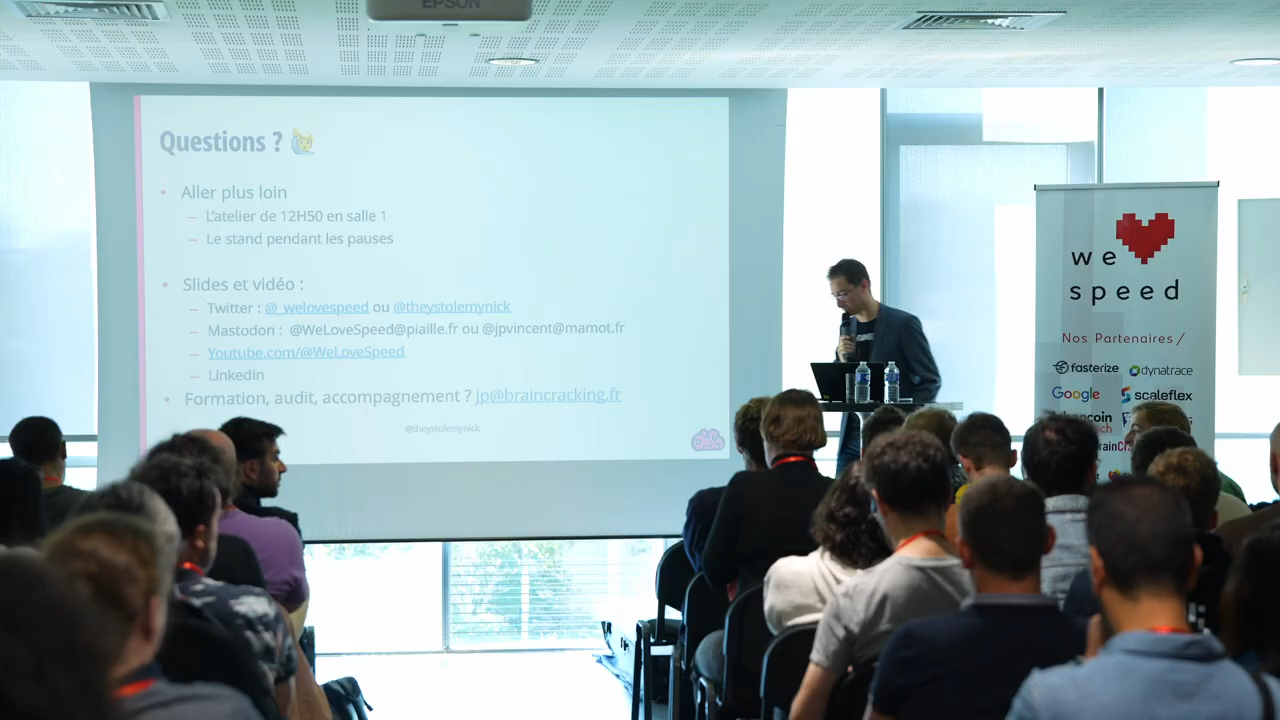 EPSON
Questions ?
Aller plus loin
L'atelier de 12H50 en salle 1
Le stand pendant les pauses
Slides et vidéo :
Twitter : @_welovespeed ou @theystolemynick
Mastodon : @WeLoveSpeed@piaille.fr ou @jpvincent@mamot.fr
Youtube.com/@WeLoveSpeed
LinkedIn
Formation, audit, accompagnement ? jp@braincracking.fr
@theystolemynick
we
speed
Nos Partenaires/
fasterize dynatrace
Google scaleflex